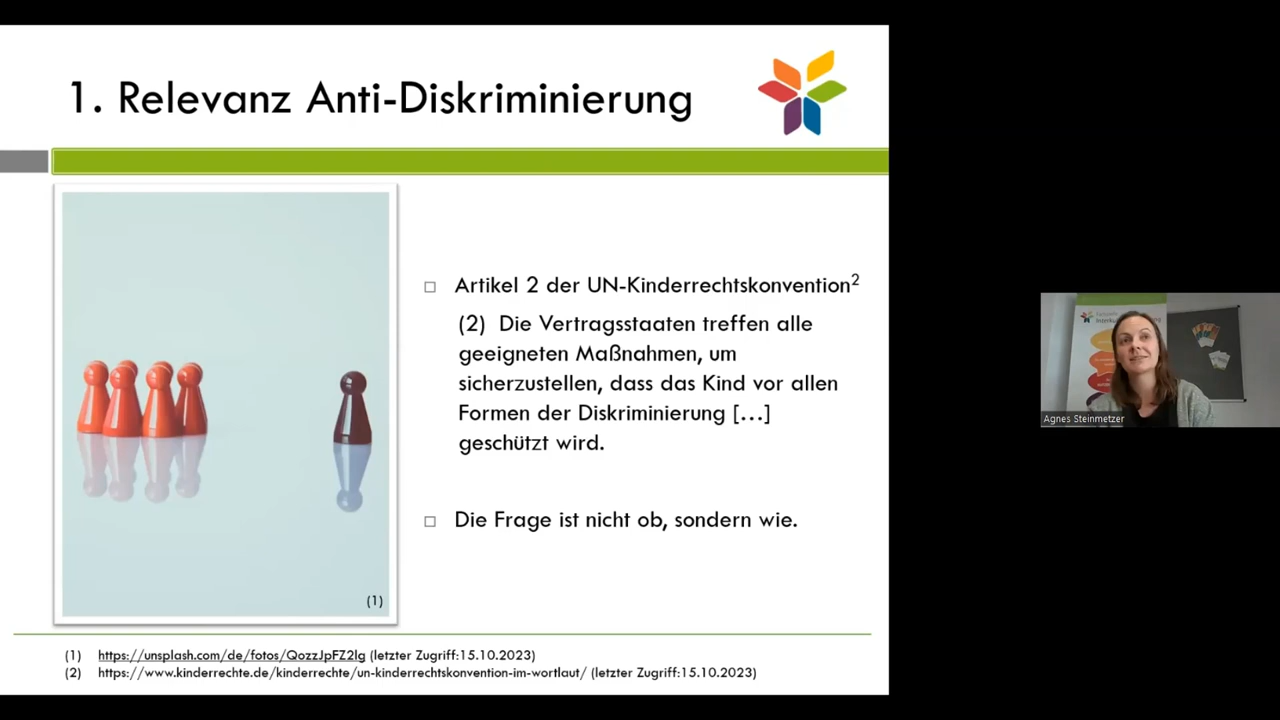 1. Relevanz Anti-Diskriminierung
□ Artikel 2 der UN-Kinderrechtskonvention²
(2) Die Vertragsstaaten treffen alle
geeigneten Maßnahmen, um
sicherzustellen, dass das Kind vor allen
Formen der Diskriminierung […]
geschützt wird.
□ Die Frage ist nicht ob, sondern wie.
(1)
(1) https://unsplash.com/de/fotos/QozzJpFZ2lg (letzter Zugriff:15.10.2023)
(2) https://www.kinderrechte.de/kinderrechte/un-kinderrechtskonvention-im-wortlaut/ (letzter Zugriff:15.10.2023)
Agnes Steinmetzer